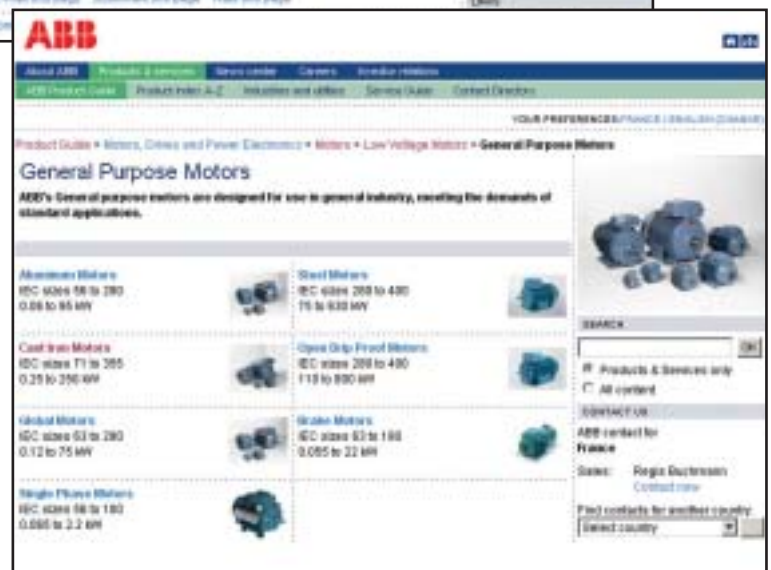 ABB
About ABB Products & services News center Careers Investor relations
ABB Product Guide Product Index A-Z Industries and utilities Service Guide Contact Directory
YOUR PREFERENCES: FRANCE | ENGLISH
Product Guide • Motors, Drives and Power Electronics • Motors • Low Voltage Motors • General Purpose Motors
General Purpose Motors
ABB's General purpose motors are designed for use in general industry, meeting the demands of
standard applications.
Aluminum Motors
IEC sizes 56 to 280
0.06 to 95 kW
Steel Motors
IEC sizes 280 to 400
75 to 630 kW
Cast Iron Motors
IEC sizes 71 to 355
0.25 to 250 kW
Open Drip Proof Motors
IEC sizes 280 to 400
110 to 800 kW
Global Motors
IEC sizes 63 to 280
0.12 to 75 kW
Brake Motors
IEC sizes 63 to 180
0.055 to 22 kW
Single Phase Motors
IEC sizes 56 to 100
0.065 to 2.2 kW
SEARCH
OK
Products & Services only
All content
CONTACT US
ABB contact for
France
Sales: Regis Buchmann
Contact now
Find contacts for another country
Select country